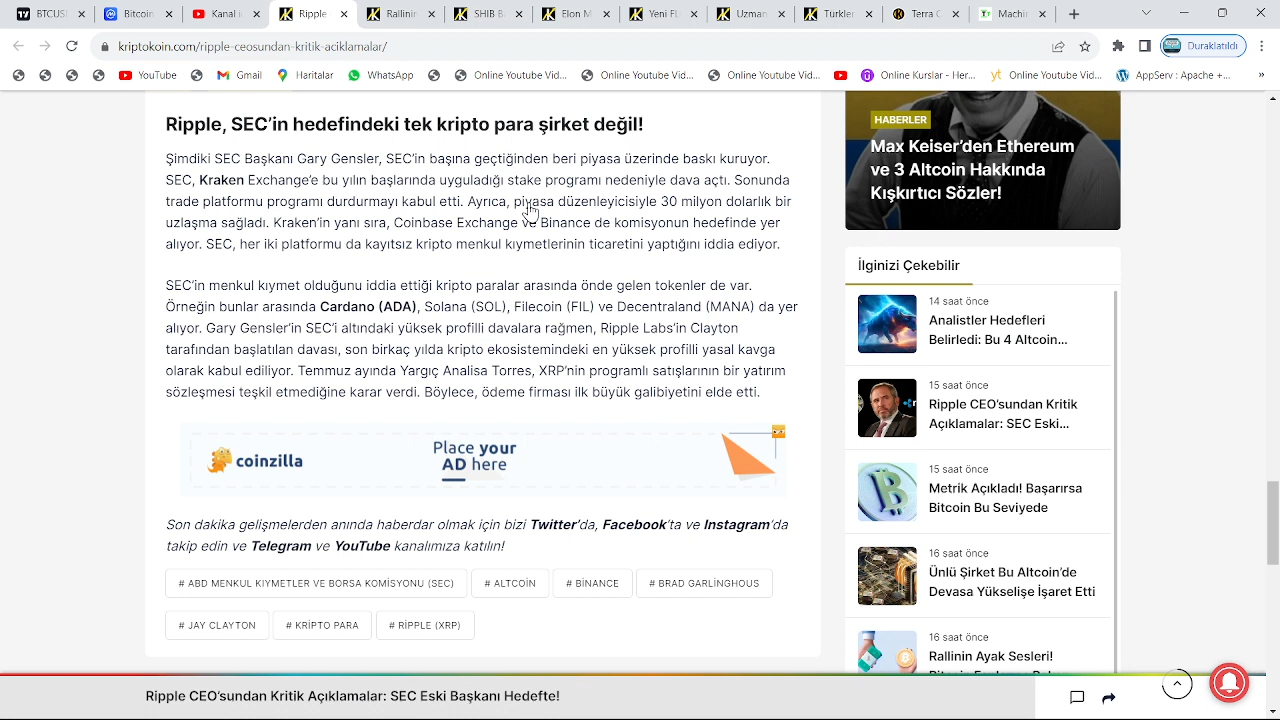 BTCUSI
Bitcoin
Kanal i
Ripple
Rallinir
SHIB B
Elon M
Yeni Fl
Uzman
Türkle
Terra C
Machir
kriptokoin.com/ripple-ceosundan-kritik-aciklamalar/
Duraklatıldı
YouTube
Gmail
Haritalar
WhatsApp
Online Youtube Vid...
Online Youtube Vid...
Online Youtube Vid...
Online Kurslar - Her...
Online Youtube Vid...
AppServ : Apache +...
Ripple, SEC'in hedefindeki tek kripto para şirket değil!
Şimdiki SEC Başkanı Gary Gensler, SEC'in başına geçtiğinden beri piyasa üzerinde baskı kuruyor.
SEC, Kraken Exchange'e bu yılın başlarında uyguladığı stake programı nedeniyle dava açtı. Sonunda
ticaret platformu programı durdurmayı kabul etti. Ayrıca, piyasa düzenleyicisiyle 30 milyon dolarlık bir
uzlaşma sağladı. Kraken'in yanı sıra, Coinbase Exchange ve Binance de komisyonun hedefinde yer
alıyor. SEC, her iki platformu da kayıtsız kripto menkul kıymetlerinin ticaretini yaptığını iddia ediyor.
SEC'in menkul kıymet olduğunu iddia ettiği kripto paralar arasında önde gelen tokenler de var.
Örneğin bunlar arasında Cardano (ADA), Solana (SOL), Filecoin (FIL) ve Decentraland (MANA) da yer
alıyor. Gary Gensler'in SEC'i altındaki yüksek profilli davalara rağmen, Ripple Labs'in Clayton
tarafından başlatılan davası, son birkaç yılda kripto ekosistemindeki en yüksek profilli yasal kavga
olarak kabul ediliyor. Temmuz ayında Yargıç Analisa Torres, XRP'nin programlı satışlarının bir yatırım
sözleşmesi teşkil etmediğine karar verdi. Böylece, ödeme firması ilk büyük galibiyetini elde etti.
coinzilla
Place your
AD here
Son dakika gelişmelerden anında haberdar olmak için bizi Twitter'da, Facebook'ta ve Instagram'da
takip edin ve Telegram ve YouTube kanalımıza katılın!
# ABD MENKUL KIYMETLER VE BORSA KOMİSYONU (SEC)
# ALTCOİN
# BİNANCE
# BRAD GARLİNGHOUS
# JAY CLAYTON
# KRİPTO PARA
# RİPPLE (XRP)
HABERLER
Max Keiser'den Ethereum
ve 3 Altcoin Hakkında
Kışkırtıcı Sözler!
İlginizi Çekebilir
14 saat önce
Analistler Hedefleri
Belirledi: Bu 4 Altcoin...
15 saat önce
Ripple CEO'sundan Kritik
Açıklamalar: SEC Eski...
15 saat önce
Metrik Açıkladı! Başarırsa
Bitcoin Bu Seviyede
16 saat önce
Ünlü Şirket Bu Altcoin'de
Devasa Yükselişe İşaret Etti
16 saat önce
Rallinin Ayak Sesleri!
Ripple CEO'sundan Kritik Açıklamalar: SEC Eski Başkanı Hedefte!